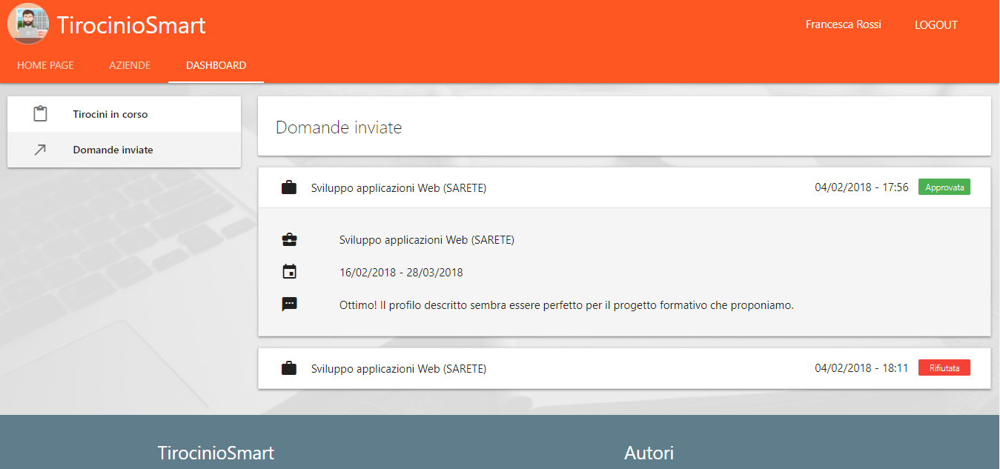 TirocinioSmart
Francesca Rossi
LOGOUT
HOME PAGE
AZIENDE
DASHBOARD
Tirocini in corso
Domande inviate
Domande inviate
Sviluppo applicazioni Web (SARETE)
04/02/2018 - 17:56
Approvata
Sviluppo applicazioni Web (SARETE)
16/02/2018 - 28/03/2018
Ottimo! Il profilo descritto sembra essere perfetto per il progetto formativo che proponiamo.
Sviluppo applicazioni Web (SARETE)
04/02/2018 - 18:11
Rifiutata
TirocinioSmart
Autori